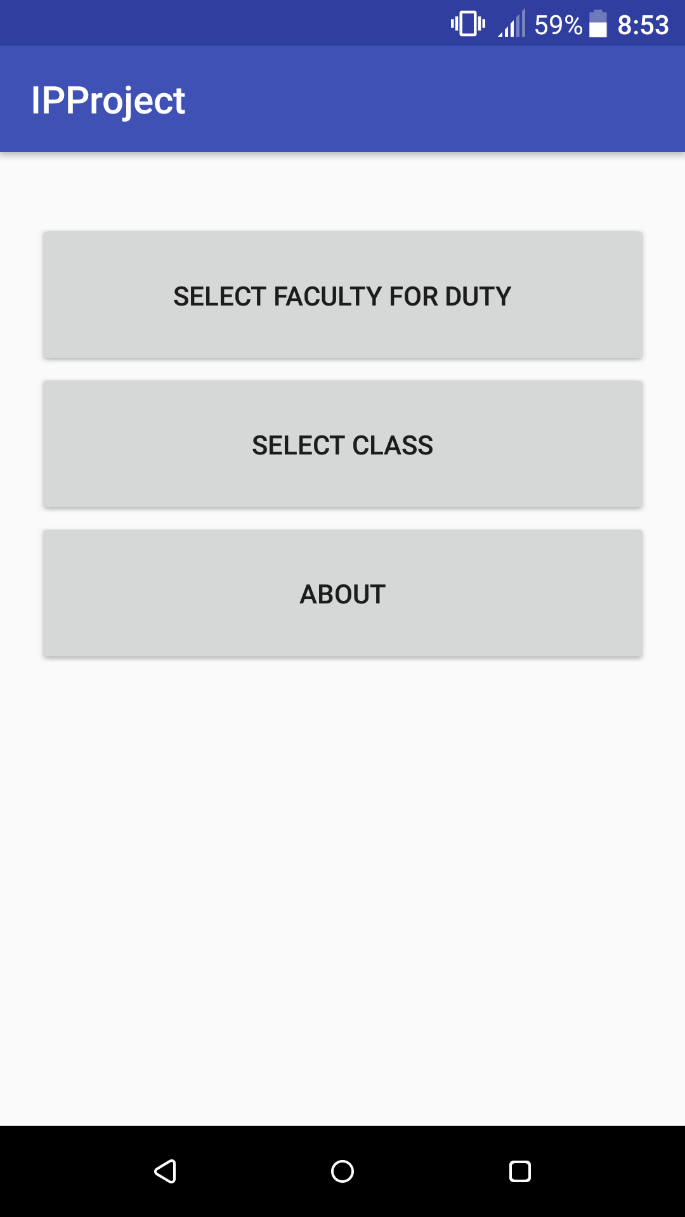 59% 8:53
IPProject
SELECT FACULTY FOR DUTY
SELECT CLASS
ABOUT